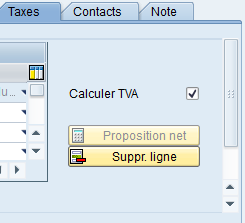 Taxes Contacts Note
Calculer TVA
Proposition net
Suppr. ligne